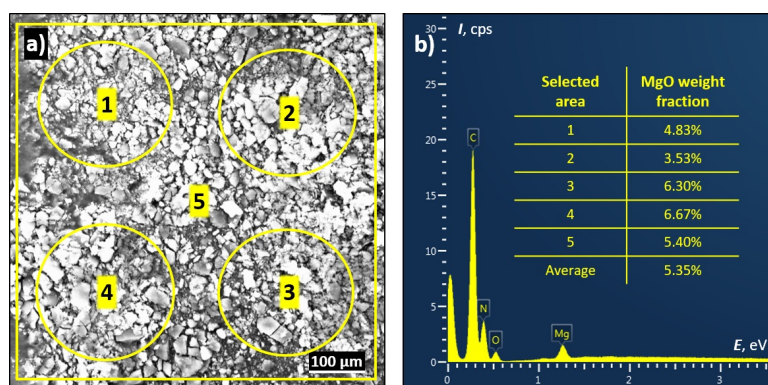 a)
1
2
5
4
3
100 µm
b)
I, cps
30
25
20
15
10
5
0
C
N
O
Mg
Selected area
MgO weight fraction
1 4.83%
2 3.53%
3 6.30%
4 6.67%
5 5.40%
Average 5.35%
E, eV
0 1 2 3